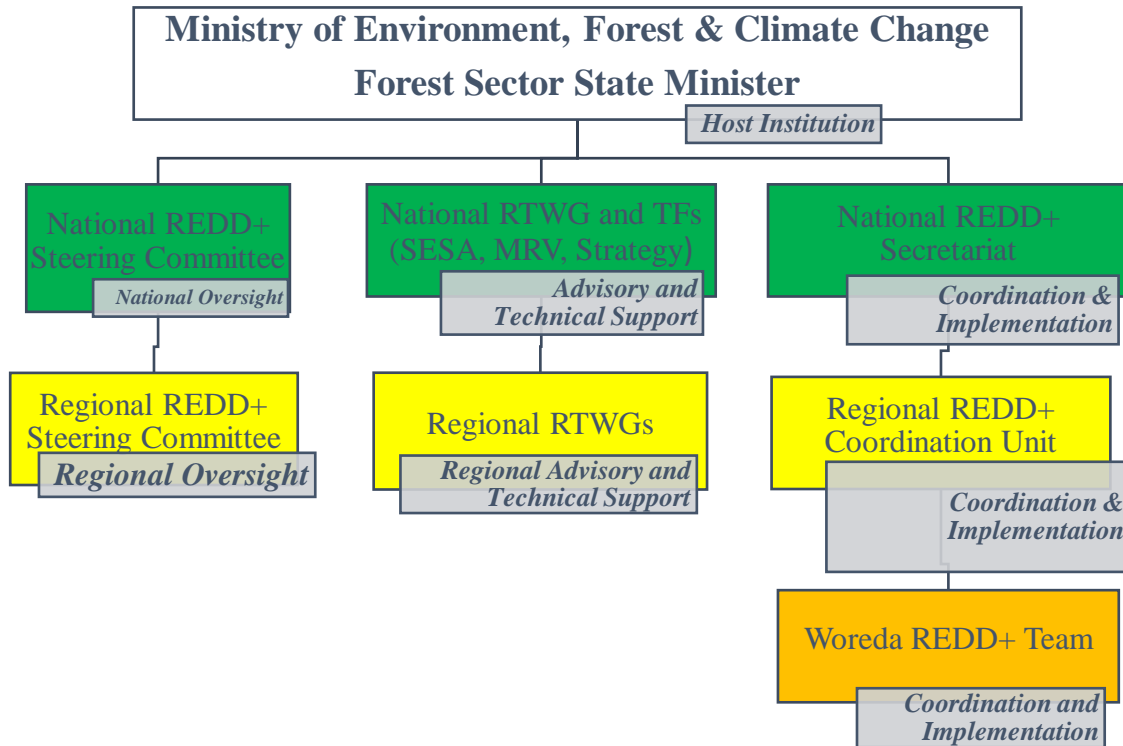 Ministry of Environment, Forest & Climate Change
Forest Sector State Minister
Host Institution
National REDD+
Steering Committee
National Oversight
National RTWG and TFs
(SESA, MRV, Strategy)
Advisory and
Technical Support
National REDD+
Secretariat
Coordination &
Implementation
Regional REDD+
Steering Committee
Regional Oversight
Regional RTWGs
Regional Advisory and
Technical Support
Regional REDD+
Coordination Unit
Coordination &
Implementation
Woreda REDD+ Team
Coordination and
Implementation